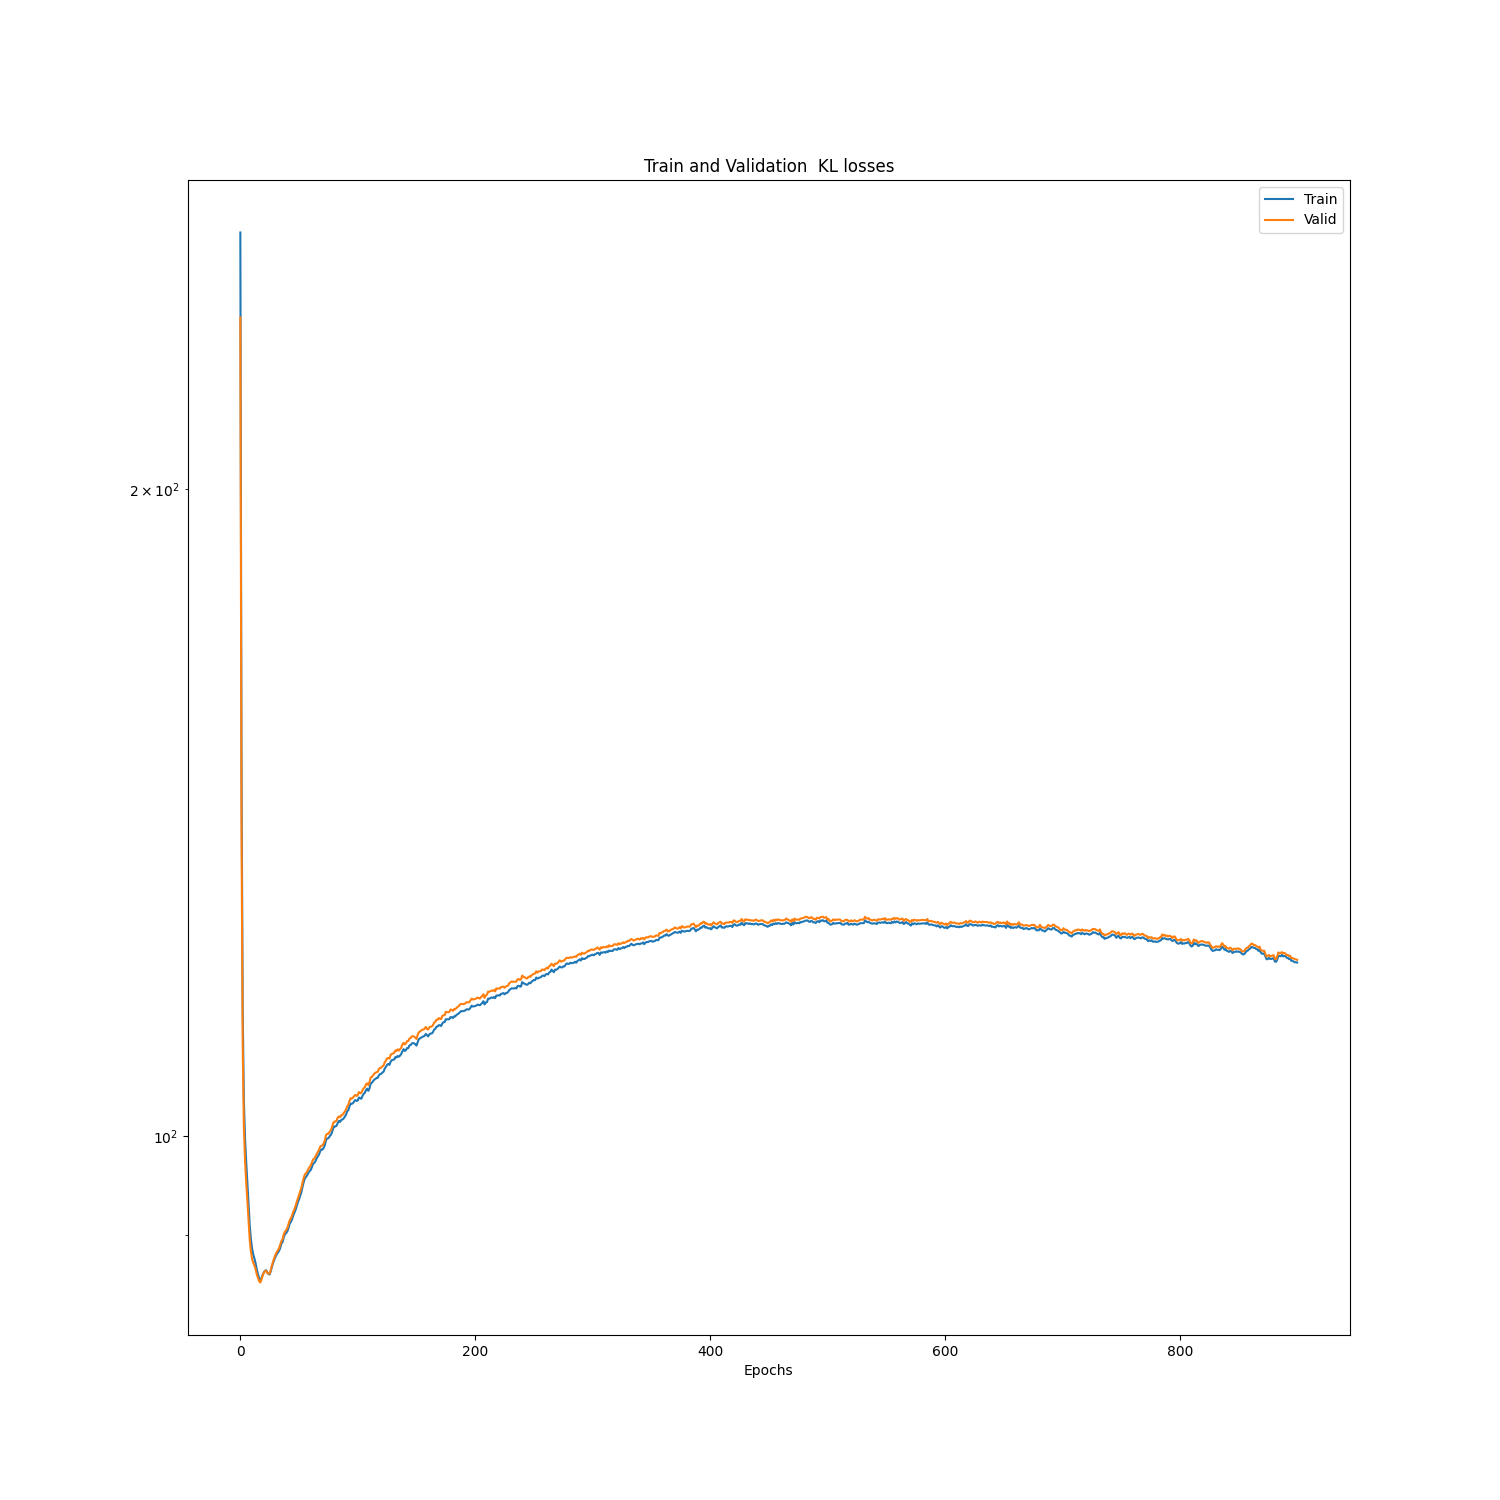 Train and Validation  KL losses
Train
Valid
2 × 10²
10²
0 200 400 600 800
Epochs